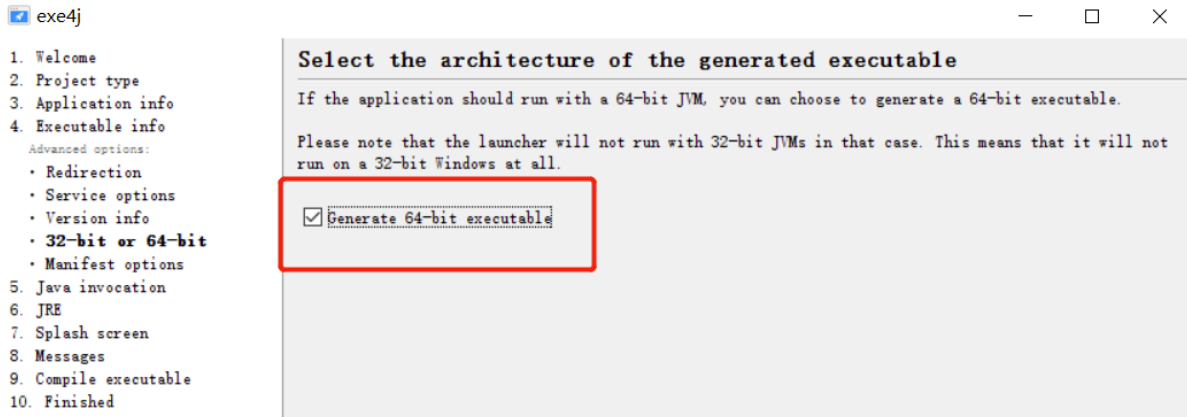 exe4j
1. Welcome
2. Project type
3. Application info
4. Executable info
Advanced options:
· Redirection
· Service options
· Version info
· 32-bit or 64-bit
· Manifest options
5. Java invocation
6. JRE
7. Splash screen
8. Messages
9. Compile executable
10. Finished
Select the architecture of the generated executable
If the application should run with a 64-bit JVM, you can choose to generate a 64-bit executable.
Please note that the launcher will not run with 32-bit JVMs in that case. This means that it will not
run on a 32-bit Windows at all.
Generate 64-bit executable